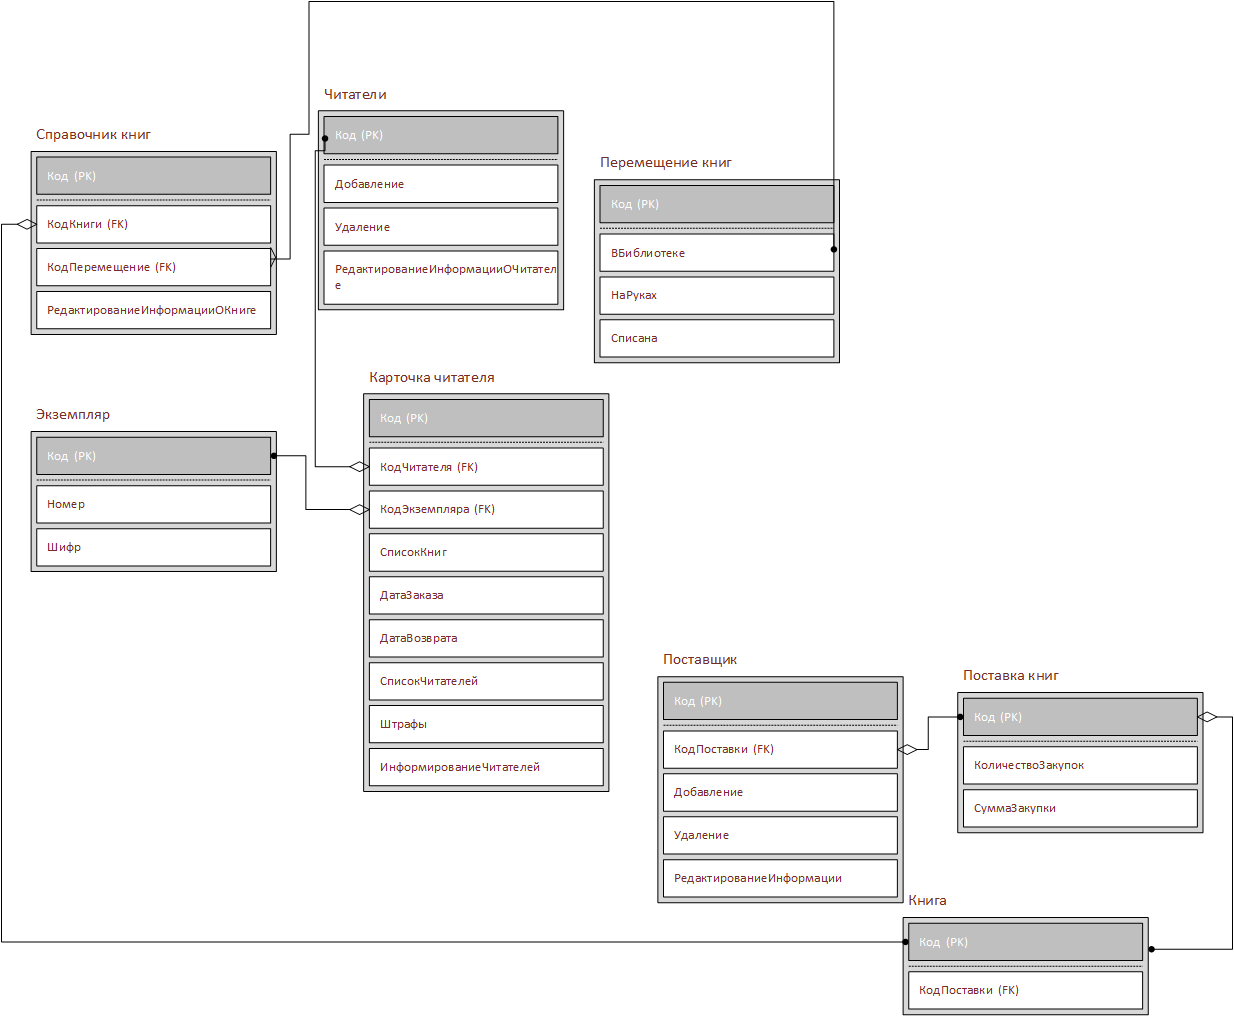 Справочник книг
Код (PK)
КодКниги (FK)
КодПеремещение (FK)
РедактированиеИнформацииОКниге
Читатели
Код (PK)
Добавление
Удаление
РедактированиеИнформацииОЧитател
е
Перемещение книг
Код (PK)
ВБиблиотеке
НаРуках
Списана
Экземпляр
Код (PK)
Номер
Шифр
Карточка читателя
Код (PK)
КодЧитателя (FK)
КодЭкземпляра (FK)
СписокКниг
ДатаЗаказа
ДатаВозврата
СписокЧитателей
Штрафы
ИнформированиеЧитателей
Поставщик
Код (PK)
КодПоставки (FK)
Добавление
Удаление
РедактированиеИнформации
Поставка книг
Код (PK)
КоличествоЗакупок
СуммаЗакупки
Книга
Код (PK)
КодПоставки (FK)